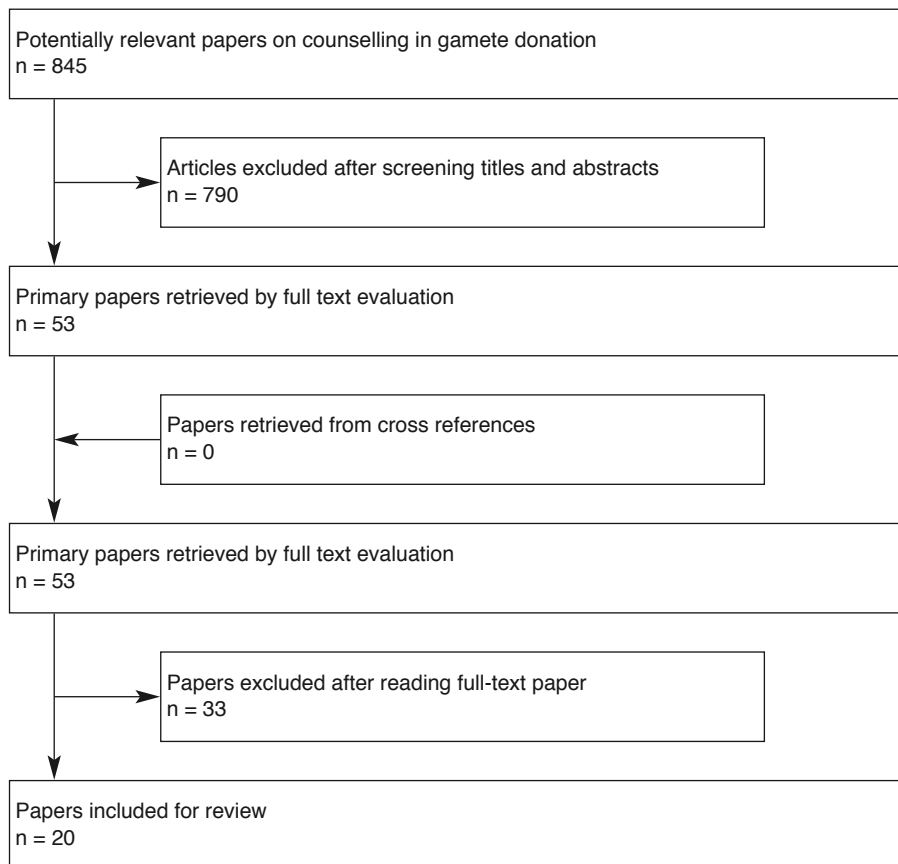 Potentially relevant papers on counselling in gamete donation
n = 845
Articles excluded after screening titles and abstracts
n = 790
Primary papers retrieved by full text evaluation
n = 53
Papers retrieved from cross references
n = 0
Primary papers retrieved by full text evaluation
n = 53
Papers excluded after reading full-text paper
n = 33
Papers included for review
n = 20